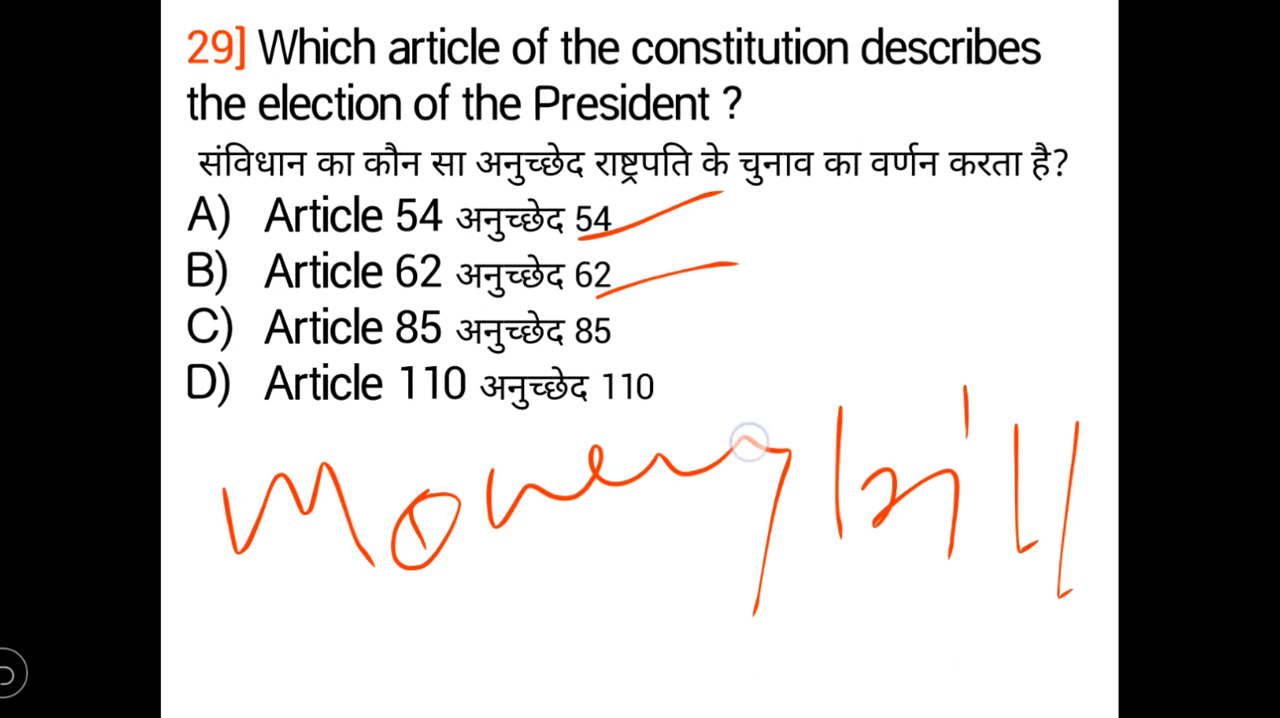 29] Which article of the constitution describes
the election of the President ?
संविधान का कौन सा अनुच्छेद राष्ट्रपति के चुनाव का वर्णन करता है?
A) Article 54 अनुच्छेद 54
B) Article 62 अनुच्छेद 62
C) Article 85 अनुच्छेद 85
D) Article 110 अनुच्छेद 110
Money bill